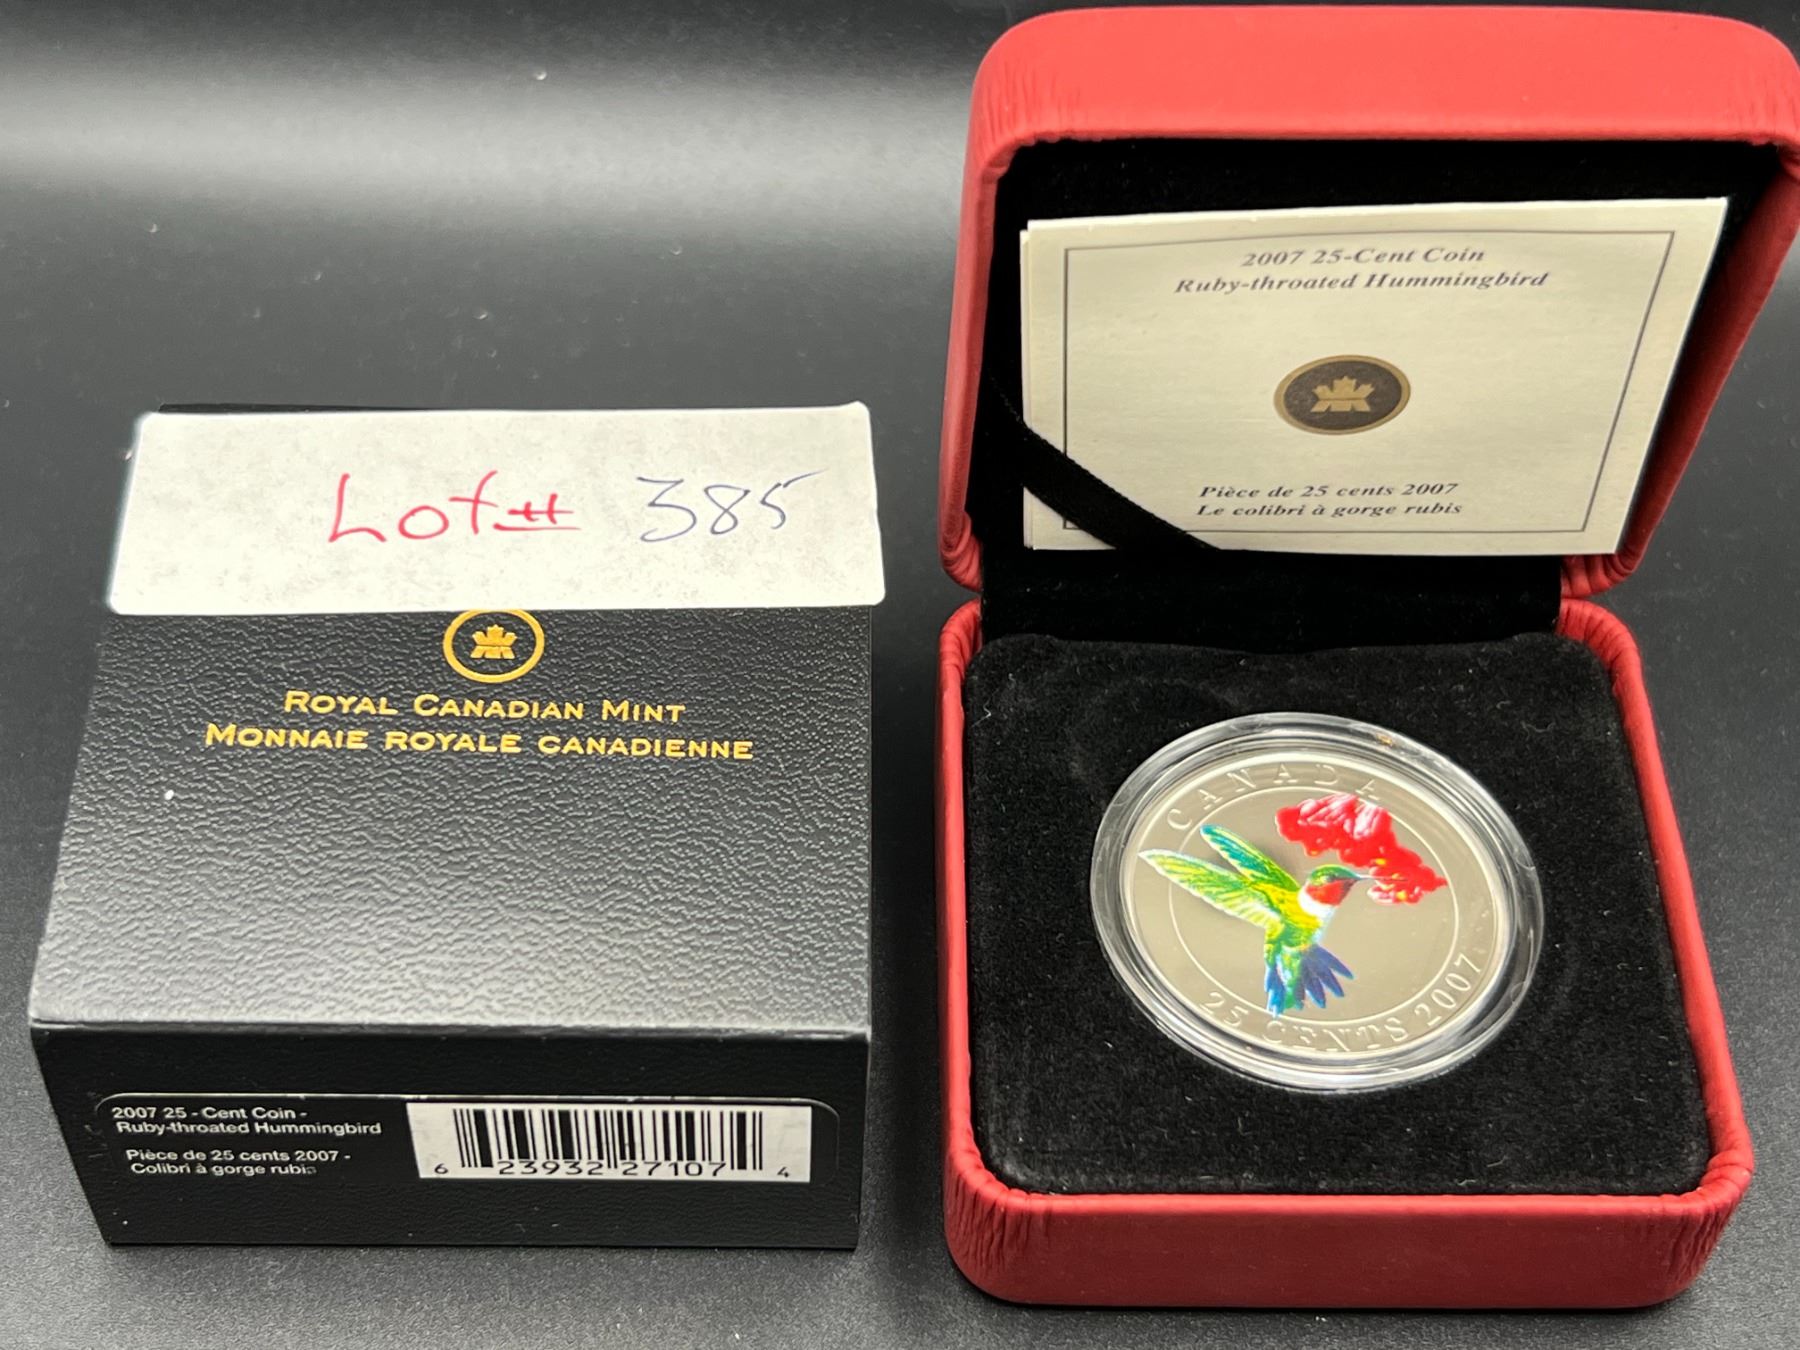 Lot # 385
ROYAL CANADIAN MINT
MONNAIE ROYALE CANADIENNE
2007 25 - Cent Coin -
Ruby-throated Hummingbird
Pièce de 25 cents 2007 -
Colibri à gorge rubis
6 23932 27107 4
2007 25-Cent Coin
Ruby-throated Hummingbird
Pièce de 25 cents 2007
Le colibri à gorge rubis
CANADA
25 CENTS 2007